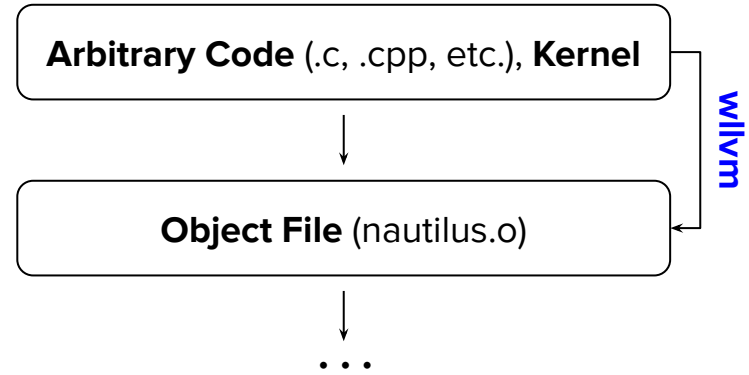 Arbitrary Code (.c, .cpp, etc.), Kernel
wllvm
Object File (nautilus.o)
...